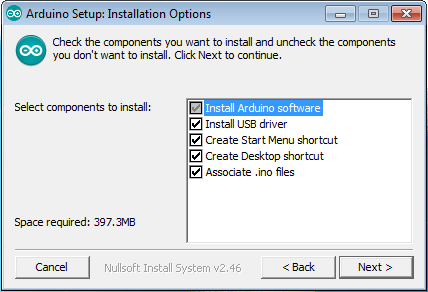 Arduino Setup: Installation Options
Check the components you want to install and uncheck the components
you don't want to install. Click Next to continue.
Select components to install:
Install Arduino software
Install USB driver
Create Start Menu shortcut
Create Desktop shortcut
Associate .ino files
Space required: 397.3MB
Cancel
Nullsoft Install System v2.46
< Back
Next >